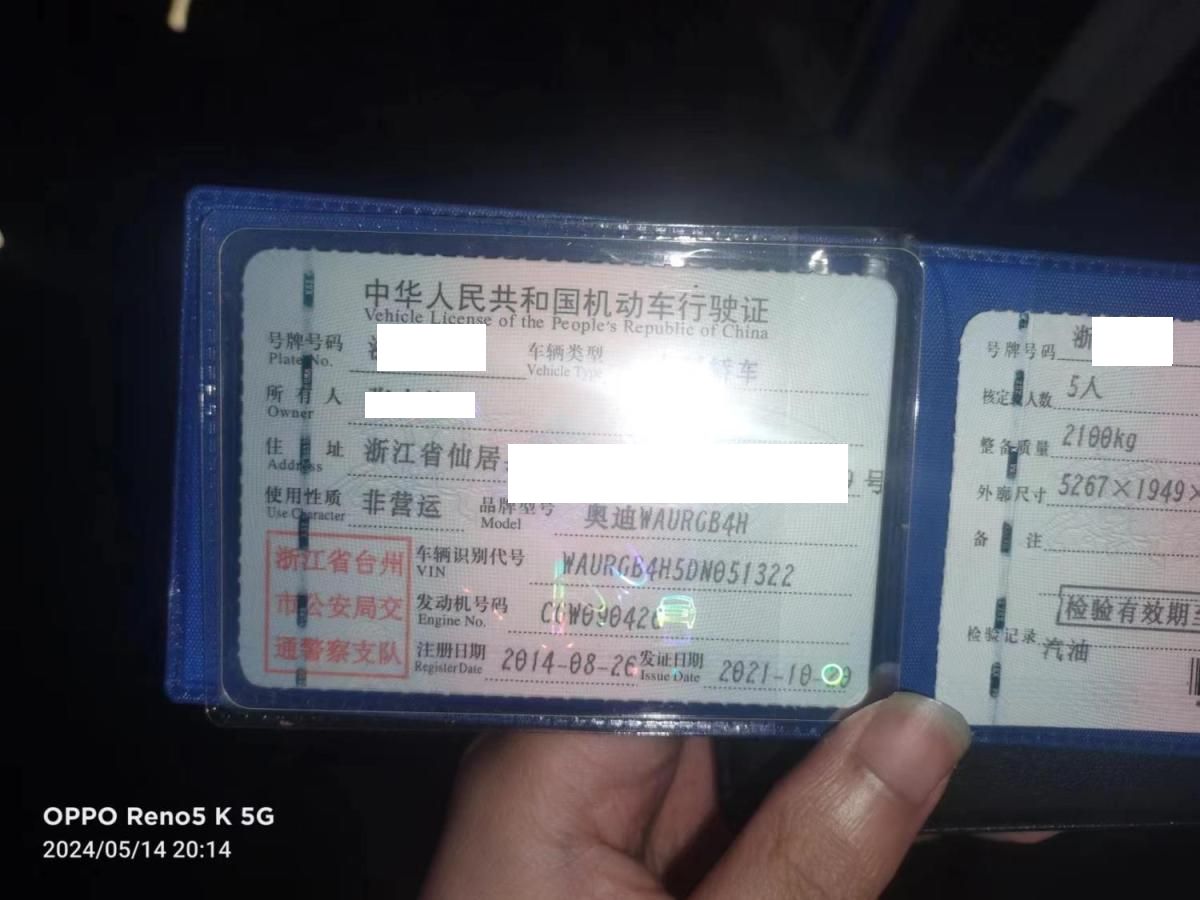 中华人民共和国机动车行驶证
Vehicle License of the People's Republic of China
号牌号码
Plate No.
车辆类型
Vehicle Type
轿车
所有人
Owner
住址
Address
浙江省仙居
号
使用性质
Use Character
非营运
品牌型号
Model
奥迪WAURGB4H
浙江省台州
市公安局交
通警察支队
车辆识别代号
VIN
WAURGB4H5DN051322
发动机号码
Engine No.
CGW090420
注册日期
Register Date
2014-08-26
发证日期
Issue Date
2021-10-20
号牌号码
浙
核定 人数
5人
整备质量
2100kg
外廓尺寸
5267×1949×
备注
检验有效期至
检验记录
汽油
OPPO Reno5 K 5G
2024/05/14 20:14